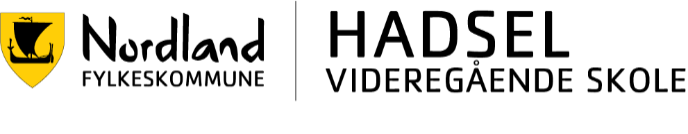 Nordland
FYLKESKOMMUNE
HADSEL
VIDEREGÅENDE SKOLE